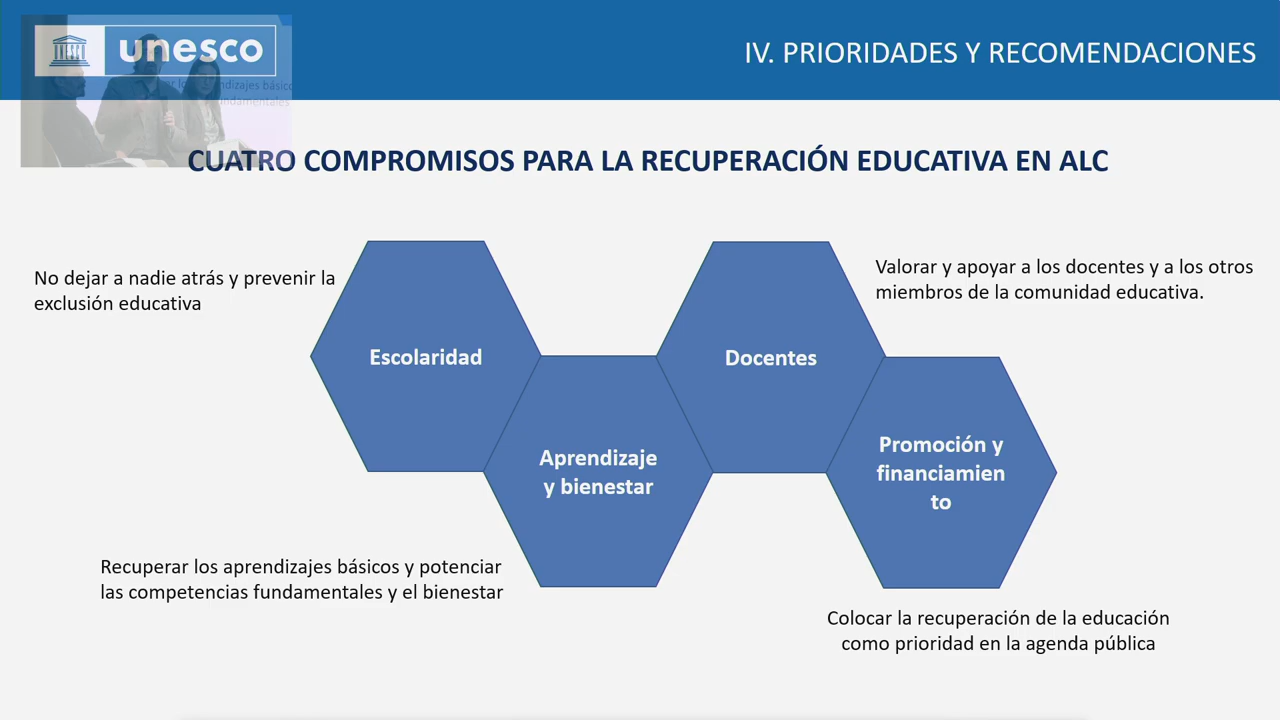 unesco
IV. PRIORIDADES Y RECOMENDACIONES
ndizajes básic
undamentales
CUATRO COMPROMISOS PARA LA RECUPERACIÓN EDUCATIVA EN ALC
No dejar a nadie atrás y prevenir la
exclusión educativa
Escolaridad
Aprendizaje
y bienestar
Recuperar los aprendizajes básicos y potenciar
las competencias fundamentales y el bienestar
Docentes
Valorar y apoyar a los docentes y a los otros
miembros de la comunidad educativa.
Promoción y
financiamien
to
Colocar la recuperación de la educación
como prioridad en la agenda pública